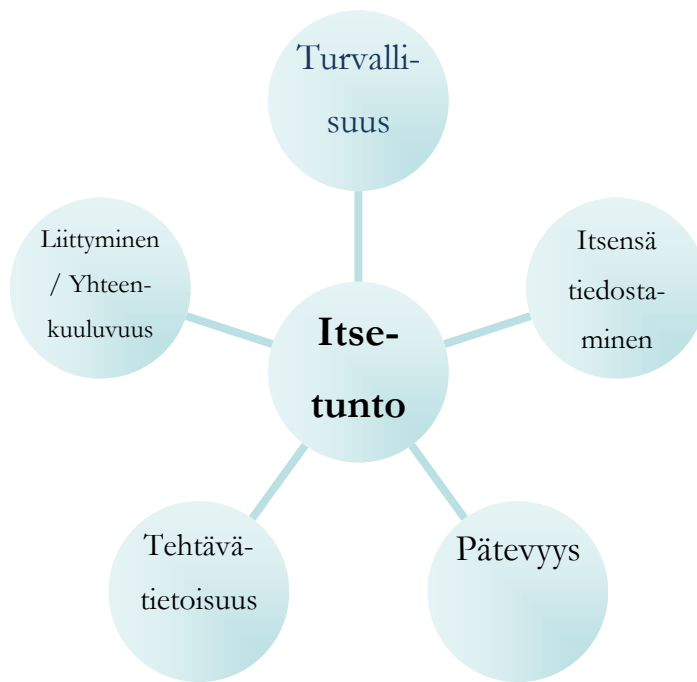 Turvalli-
suus
Liittyminen
/ Yhteen-
kuuluvuus
Itsensä
tiedosta-
minen
Itse-
tunto
Tehtävä-
tietoisuus
Pätevyys